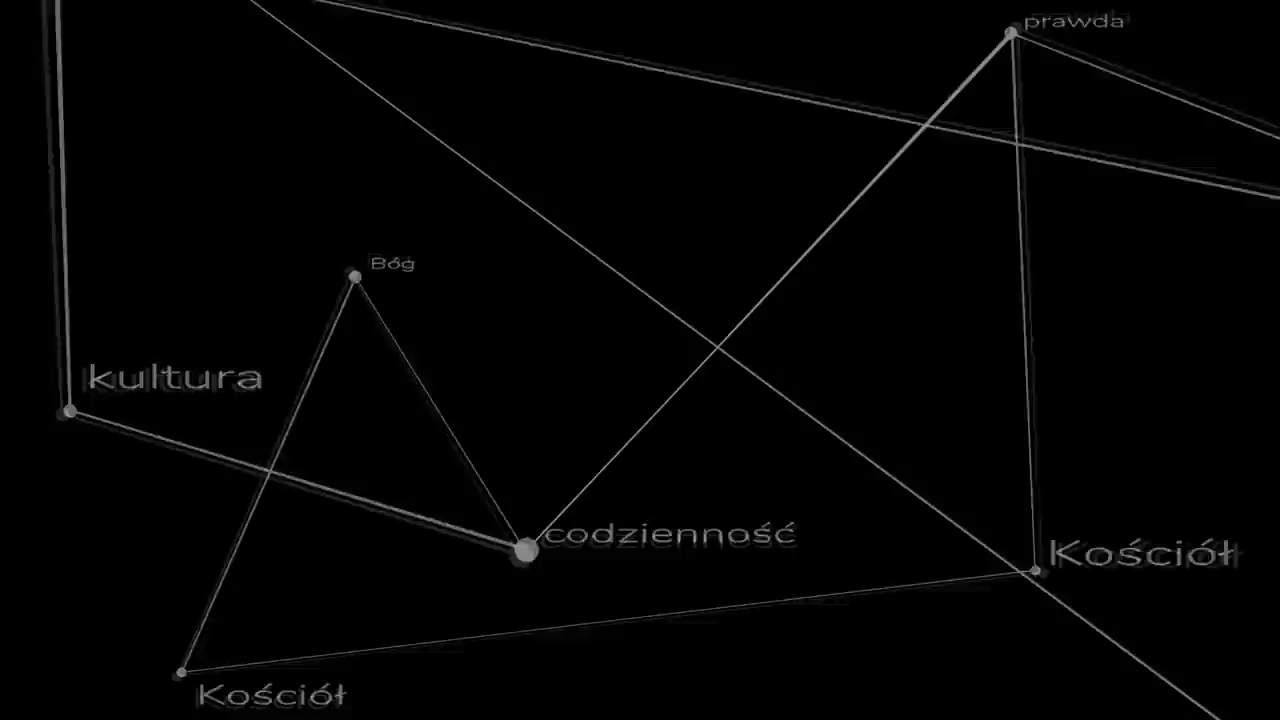 prawda
Bóg
kultura
codzienność
Kościół
Kościół